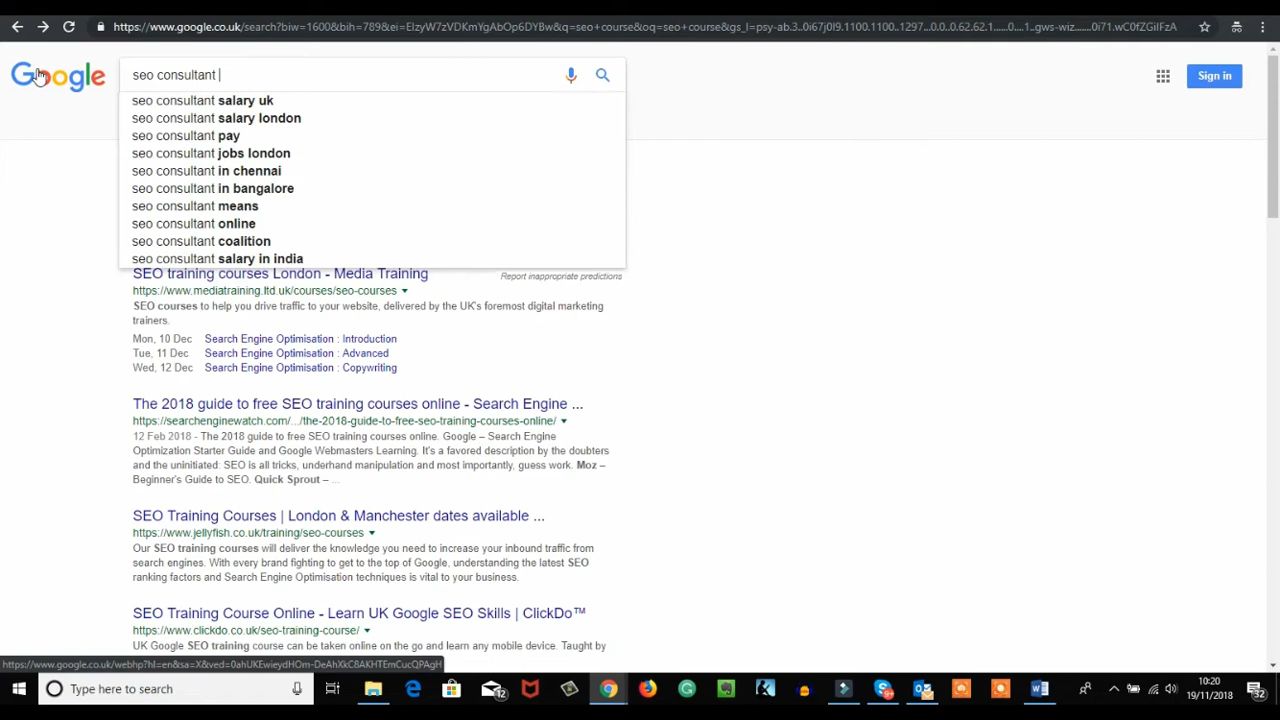 https://www.google.co.uk/search?biw=1600&bih=789&ei=ElzyW7zVDKmYgAbOp6DYBw&q=seo+course&oq=seo+course&gs_l=psy-ab.3..0i67j0l9.1100.1100..1297...0.0..0.62.62.1......0....1..gws-wiz.......0i71.wC0fZGiIFzA
Google
seo consultant
Sign in
seo consultant salary uk
seo consultant salary london
seo consultant pay
seo consultant jobs london
seo consultant in chennai
seo consultant in bangalore
seo consultant means
seo consultant online
seo consultant coalition
seo consultant salary in india
Report inappropriate predictions
SEO training courses London - Media Training
https://www.mediatraining.ltd.uk/courses/seo-courses
SEO courses to help you drive traffic to your website, delivered by the UK's foremost digital marketing
trainers.
Mon, 10 Dec Search Engine Optimisation : Introduction
Tue, 11 Dec Search Engine Optimisation : Advanced
Wed, 12 Dec Search Engine Optimisation : Copywriting
The 2018 guide to free SEO training courses online - Search Engine ...
https://searchenginewatch.com/.../the-2018-guide-to-free-seo-training-courses-online/
12 Feb 2018 - The 2018 guide to free SEO training courses online. Google – Search Engine
Optimization Starter Guide and Google Webmasters Learning. It's a favored description by the doubters
and the uninitiated: SEO is all tricks, underhand manipulation and most importantly, guess work. Moz –
Beginner's Guide to SEO. Quick Sprout – ...
SEO Training Courses | London & Manchester dates available ...
https://www.jellyfish.co.uk/training/seo-courses
Our SEO training courses will deliver the knowledge you need to increase your inbound traffic from
search engines. With every brand fighting to get to the top of Google, understanding the latest SEO
ranking factors and Search Engine Optimisation techniques is vital to your business.
SEO Training Course Online - Learn UK Google SEO Skills | ClickDo™
https://www.clickdo.co.uk/seo-training-course/
UK Google SEO training course can be taken online on the go and learn any mobile device. Taught by
https://www.google.co.uk/webhp?hl=en&sa=X&ved=0ahUKEwieydHOm-DeAhXkC8AKHTEmCucQPAgH
Type here to search
12
10:20
19/11/2018
32